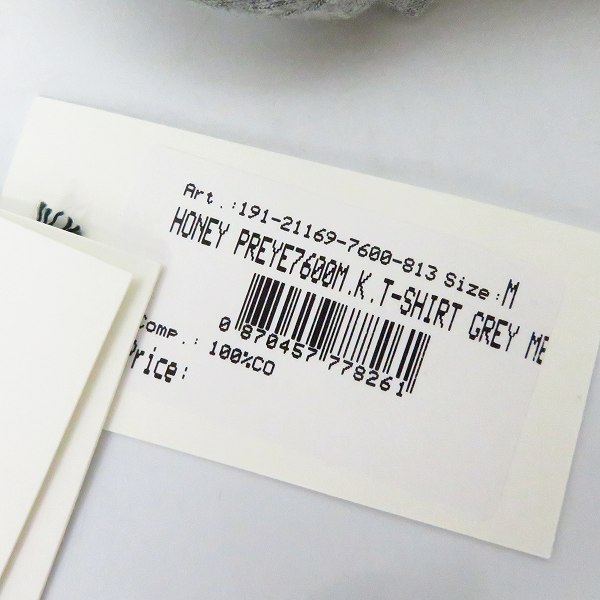 Art.:191-21169-7600-813 Size:M
HONEY PREYE7600M.K.T-SHIRT GREY ME
0 870457 778261
Comp.: 100%CO
Price: